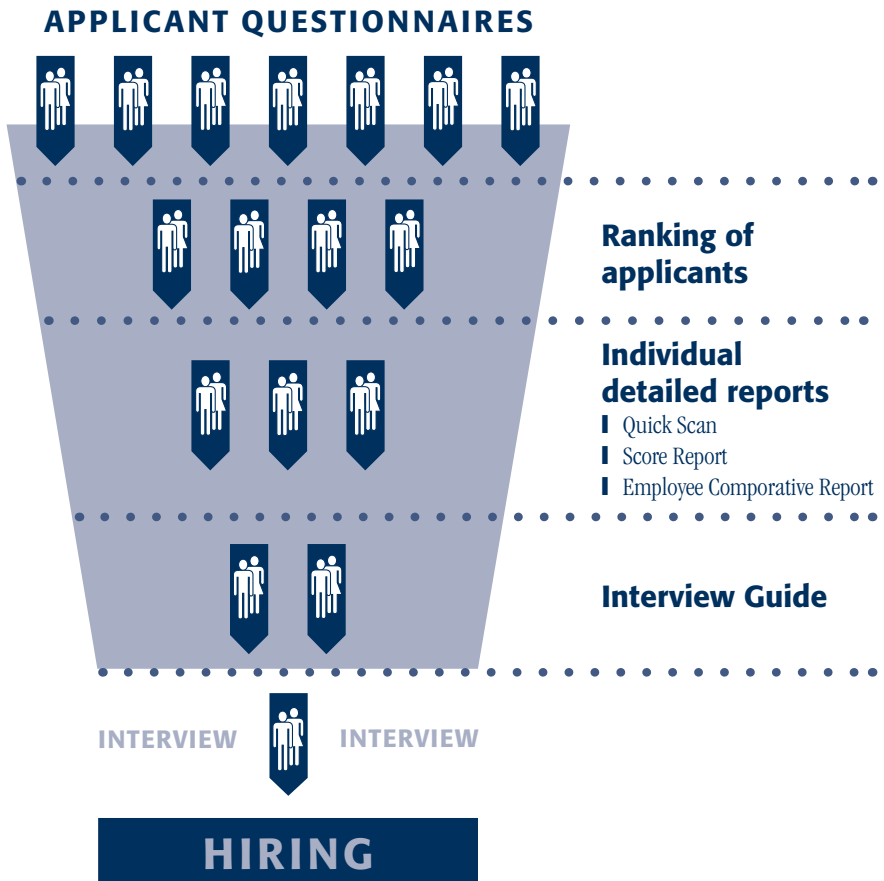 APPLICANT QUESTIONNAIRES
Ranking of
applicants
Individual
detailed reports
Quick Scan
Score Report
Employee Comporative Report
Interview Guide
INTERVIEW
INTERVIEW
HIRING